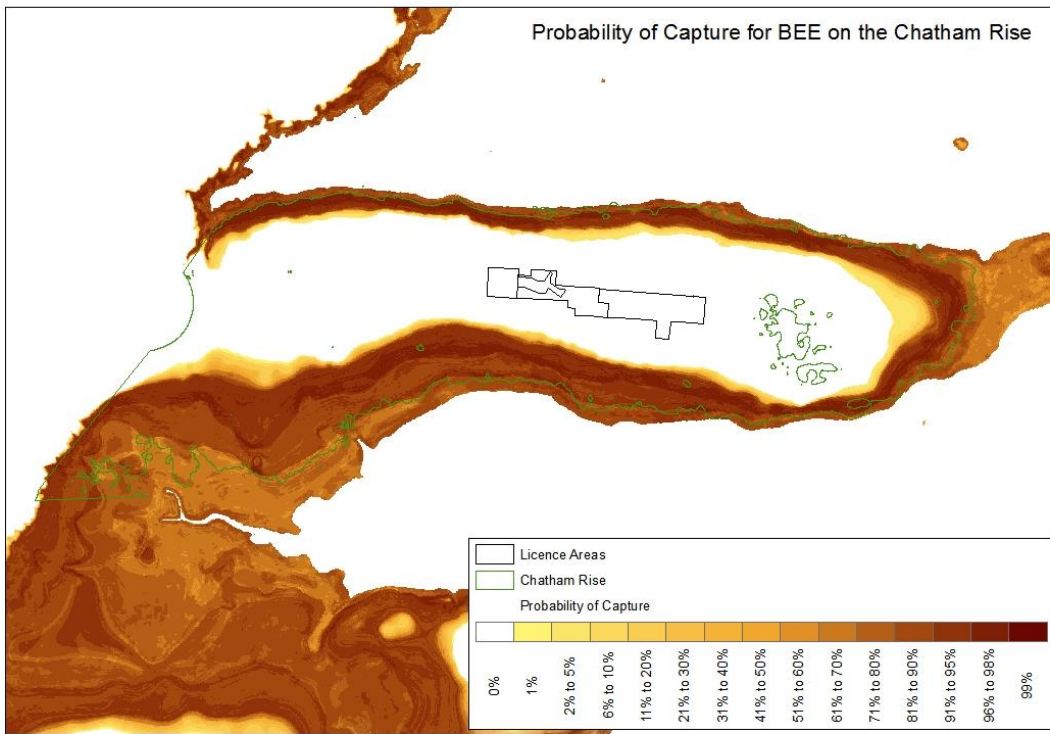 Probability of Capture for BEE on the Chatham Rise
Licence Areas
Chatham Rise
Probability of Capture
0%
1%
2% to 5%
6% to 10%
11% to 20%
21% to 30%
31% to 40%
41% to 50%
51% to 60%
61% to 70%
71% to 80%
81% to 90%
91% to 95%
96% to 98%
99%